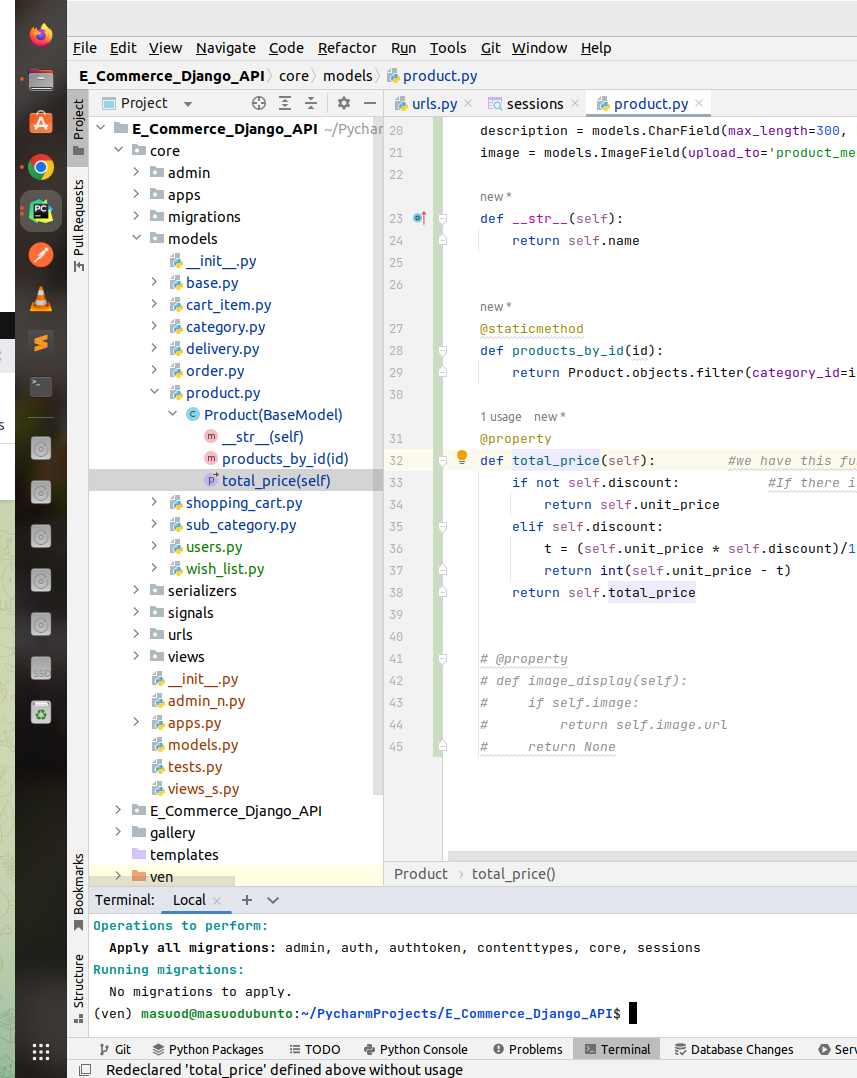 File Edit View Navigate Code Refactor Run Tools Git Window Help
E_Commerce_Django_API core models product.py
Project
Pull Requests
Bookmarks
Structure
Project
E_Commerce_Django_API ~/Pycharm
core
admin
apps
migrations
models
__init__.py
base.py
cart_item.py
category.py
delivery.py
order.py
product.py
Product(BaseModel)
__str__(self)
products_by_id(id)
total_price(self)
shopping_cart.py
sub_category.py
users.py
wish_list.py
serializers
signals
urls
views
__init__.py
admin_n.py
apps.py
models.py
tests.py
views_s.py
E_Commerce_Django_API
gallery
templates
ven
urls.py sessions product.py
20 description = models.CharField(max_length=300,
21 image = models.ImageField(upload_to='product_me
22
new *
23 def __str__(self):
24 return self.name
25
26
new *
27 @staticmethod
28 def products_by_id(id):
29 return Product.objects.filter(category_id=i
30
1 usage new *
31 @property
32 def total_price(self): #we have this fu
33 if not self.discount: #If there i
34 return self.unit_price
35 elif self.discount:
36 t = (self.unit_price * self.discount)/1
37 return int(self.unit_price - t)
38 return self.total_price
39
40
41 # @property
42 # def image_display(self):
43 # if self.image:
44 # return self.image.url
45 # return None
Product total_price()
Terminal: Local
Operations to perform:
Apply all migrations: admin, auth, authtoken, contenttypes, core, sessions
Running migrations:
No migrations to apply.
(ven) masuod@masuodubunto:~/PycharmProjects/E_Commerce_Django_API$
Git Python Packages TODO Python Console Problems Terminal Database Changes Serv
Redeclared 'total_price' defined above without usage